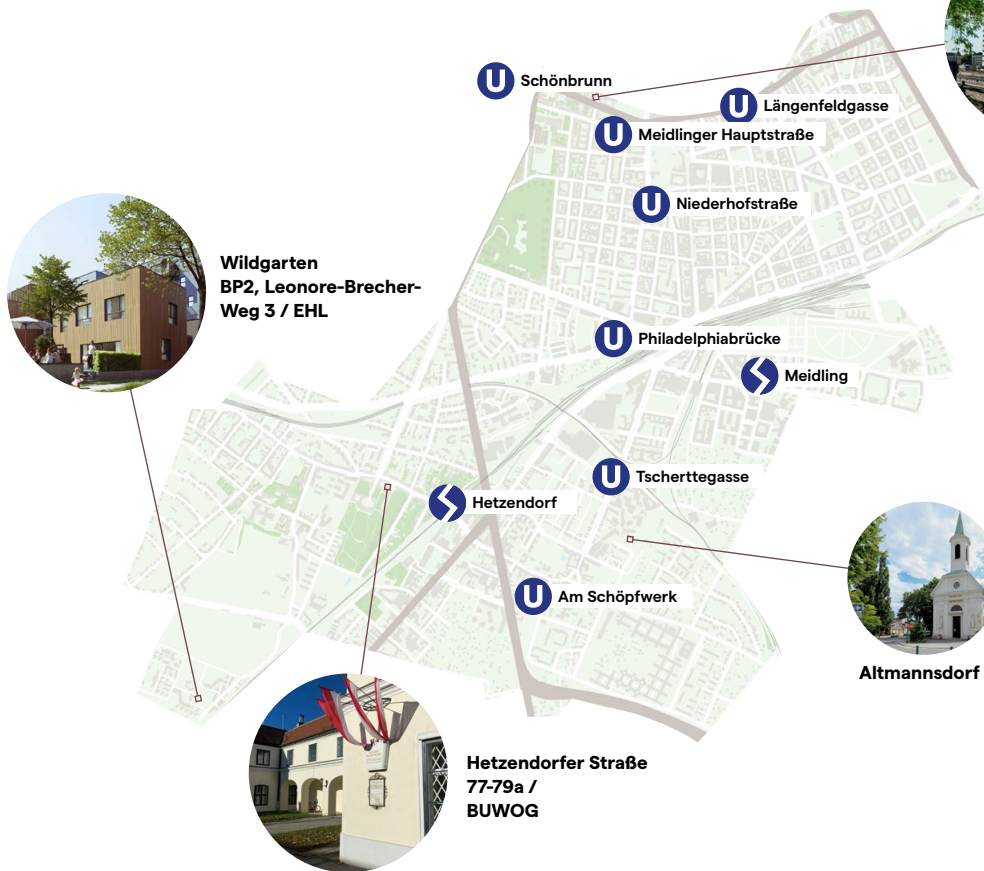 U Schönbrunn
U Längenfeldgasse
U Meidlinger Hauptstraße
U Niederhofstraße
Wildgarten
BP2, Leonore-Brecher-
Weg 3 / EHL
U Philadelphiabrücke
Meidling
U Tscherttegasse
Hetzendorf
U Am Schöpfwerk
Altmannsdorf
Hetzendorfer Straße
77-79a /
BUWOG